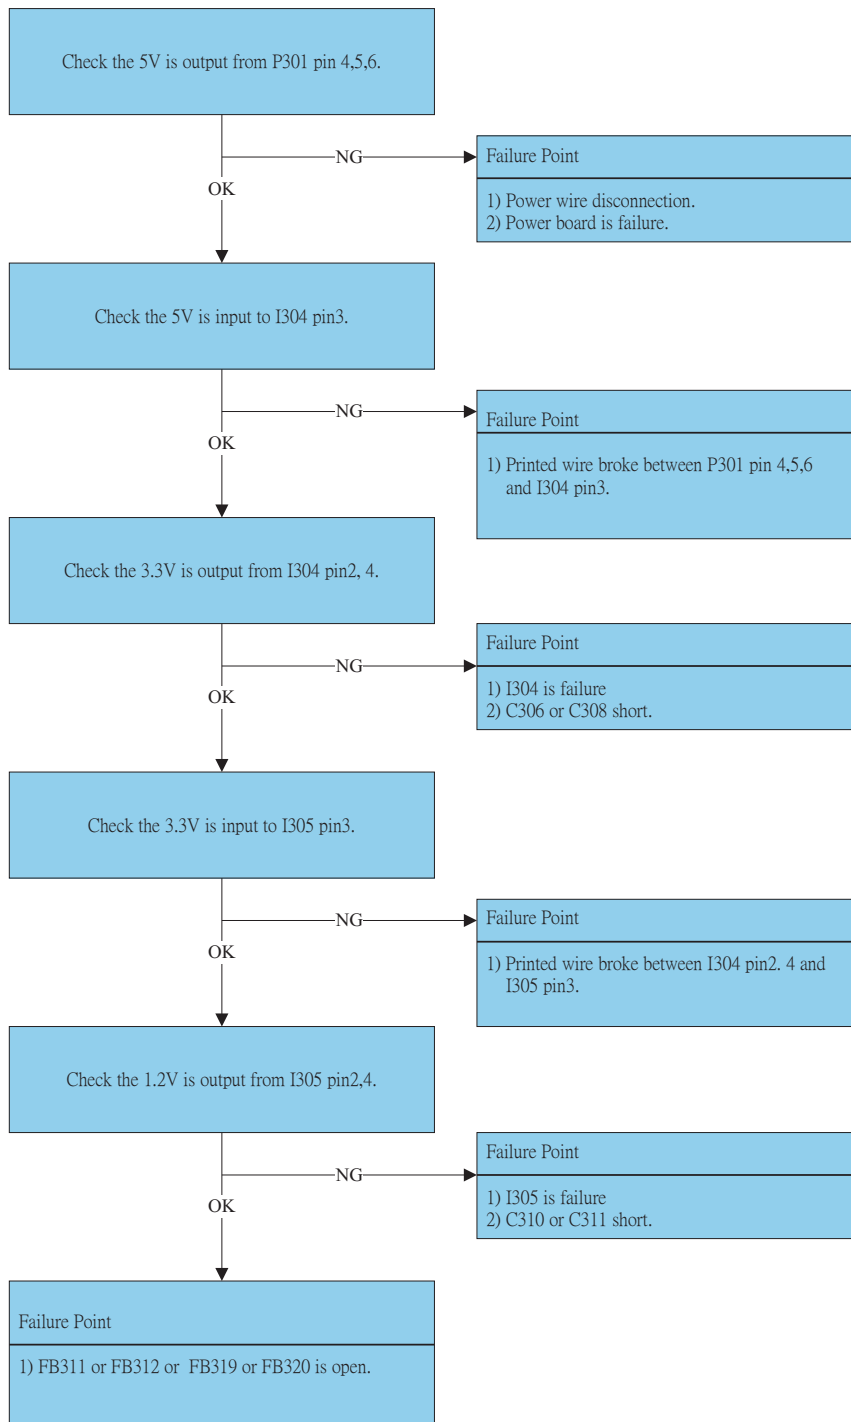 Check the 5V is output from P301 pin 4,5,6.
NG
Failure Point
OK
1) Power wire disconnection.
2) Power board is failure.
Check the 5V is input to I304 pin3.
NG
Failure Point
OK
1) Printed wire broke between P301 pin 4,5,6
and I304 pin3.
Check the 3.3V is output from I304 pin2, 4.
NG
Failure Point
OK
1) I304 is failure
2) C306 or C308 short.
Check the 3.3V is input to I305 pin3.
NG
Failure Point
OK
1) Printed wire broke between I304 pin2. 4 and
I305 pin3.
Check the 1.2V is output from I305 pin2,4.
NG
Failure Point
OK
1) I305 is failure
2) C310 or C311 short.
Failure Point
1) FB311 or FB312 or FB319 or FB320 is open.